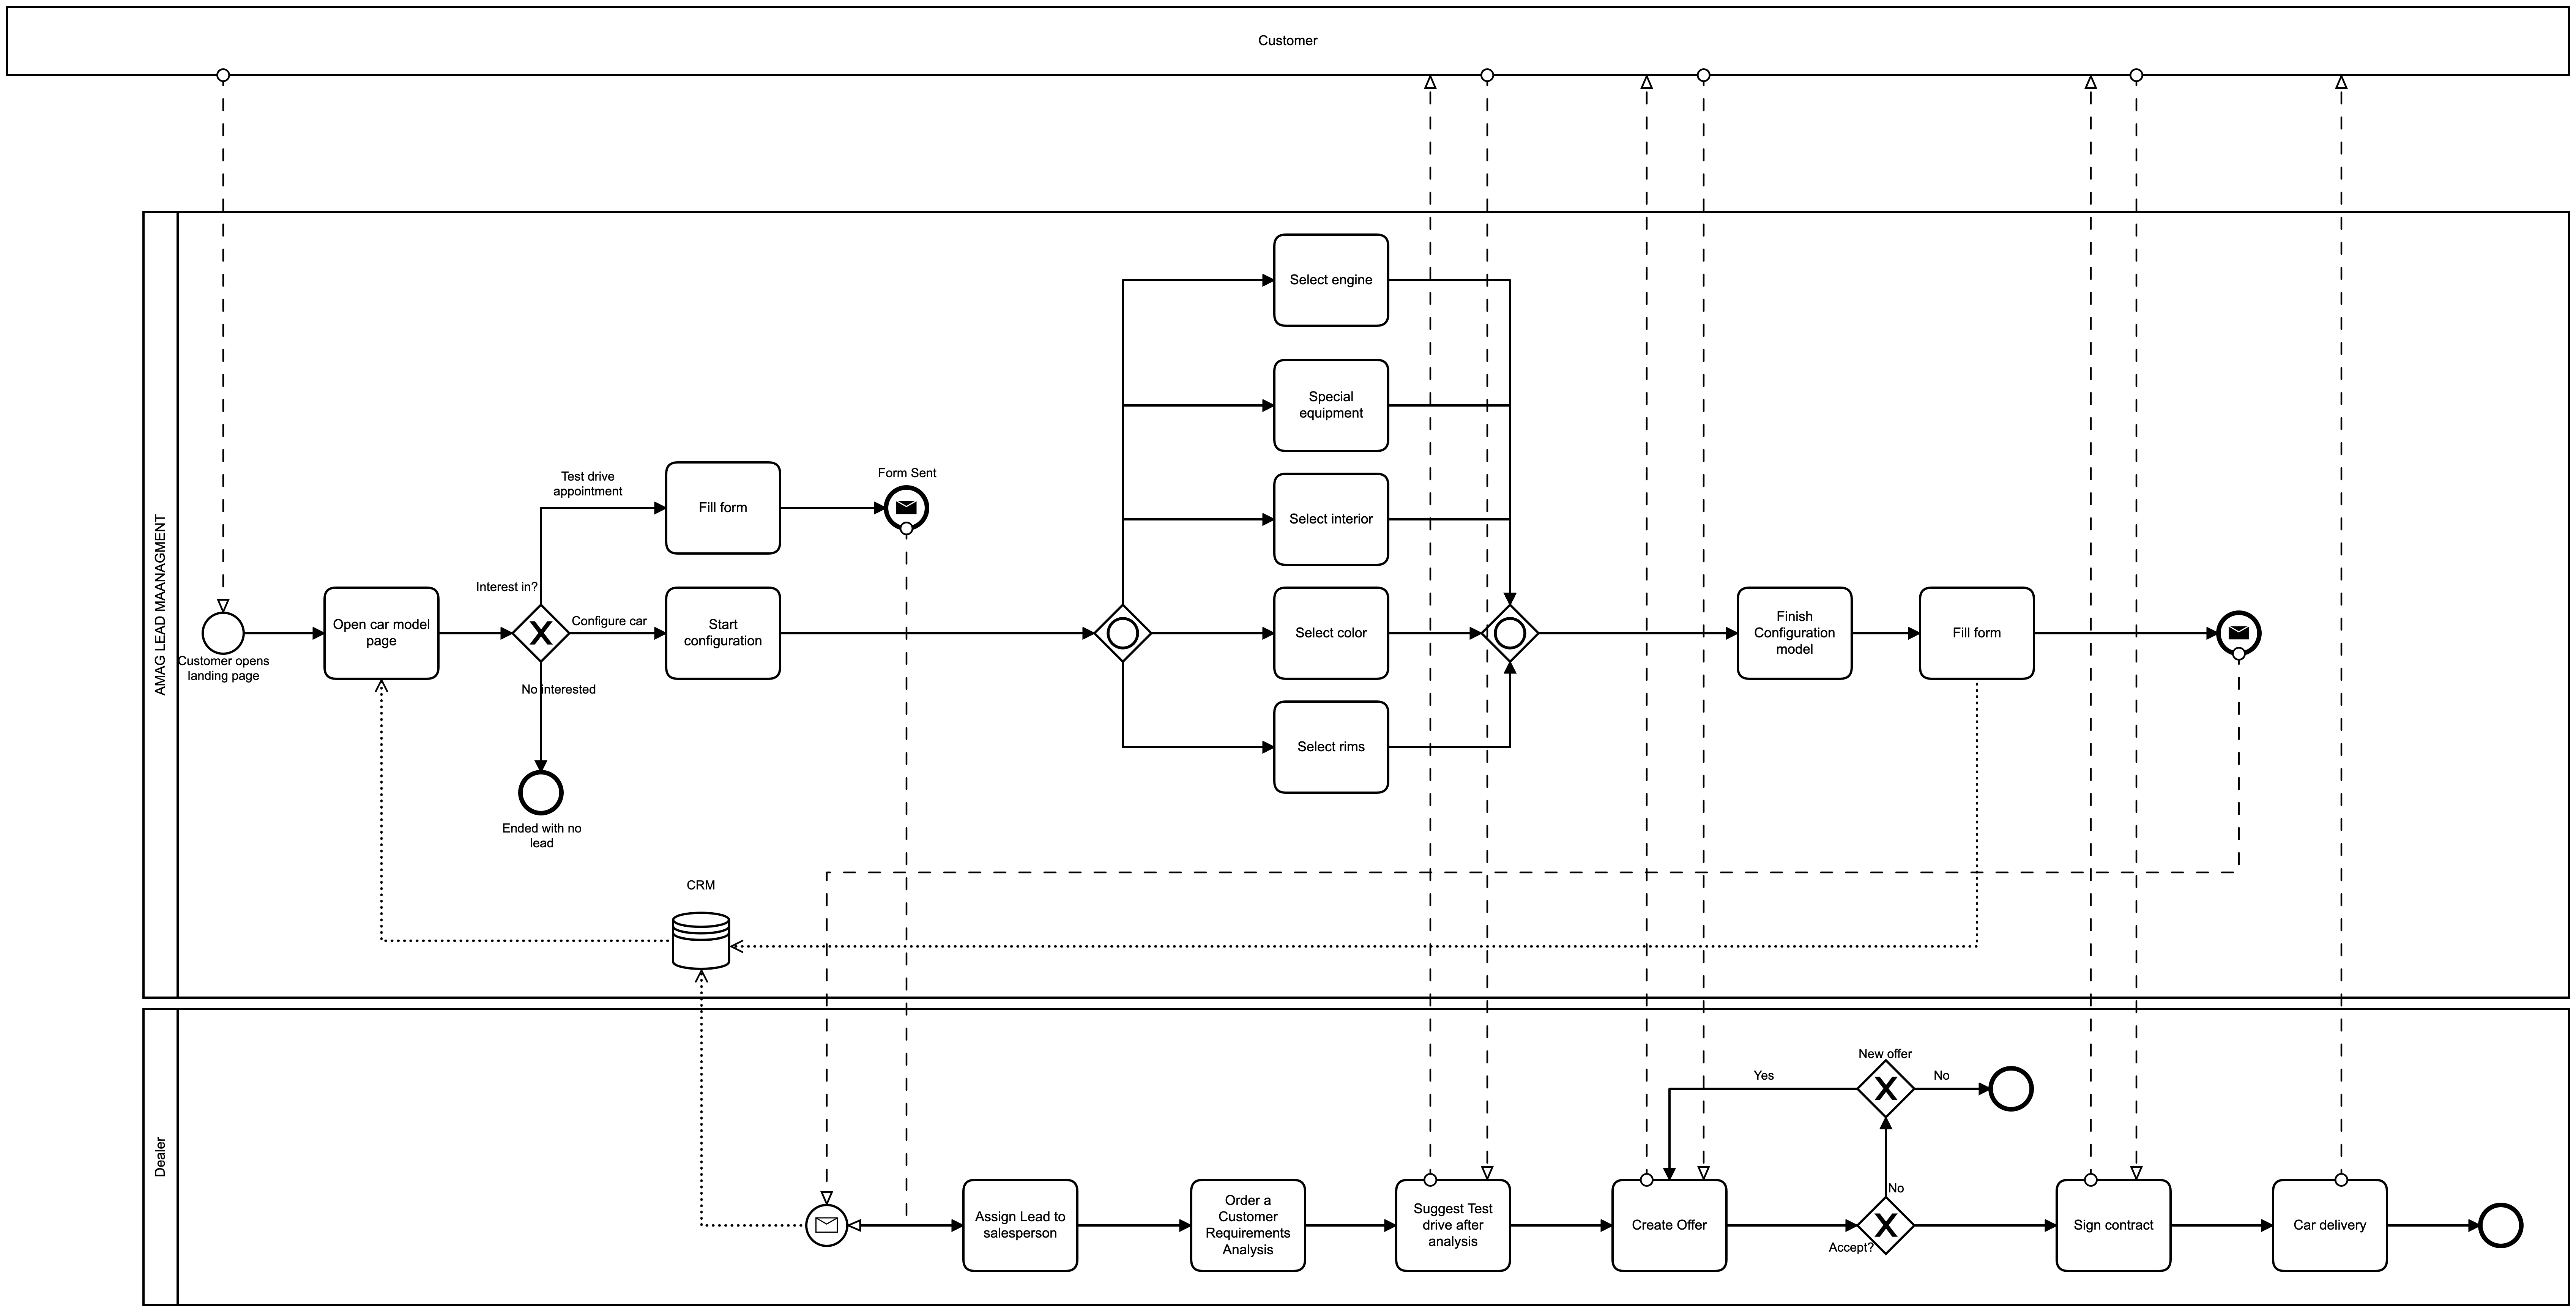 Customer
AMAG LEAD MAANAGMENT
Select engine
Special
equipment
Test drive
appointment
Fill form
Form Sent
Select interior
Interest in?
Open car model
page
Configure car
Start
configuration
Select color
Finish
Configuration
model
Fill form
Customer opens
landing page
No interested
Select rims
Ended with no
lead
CRM
Dealer
New offer
Yes
No
Assign Lead to
salesperson
Order a
Customer
Requirements
Analysis
Suggest Test
drive after
analysis
Create Offer
No
Accept?
Sign contract
Car delivery